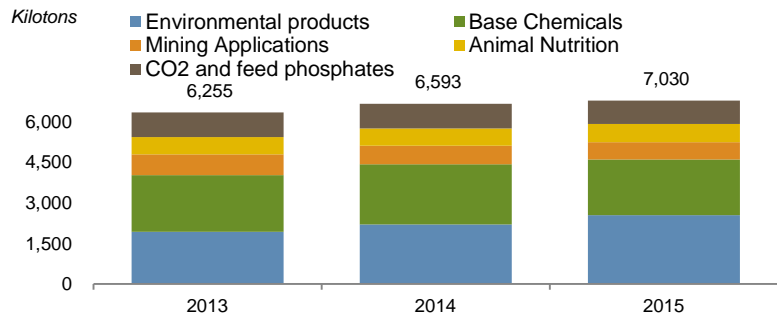 Kilotons
Environmental products
Base Chemicals
Mining Applications
Animal Nutrition
CO2 and feed phosphates
6,255
6,593
7,030
6,000
4,500
3,000
1,500
0
2013
2014
2015